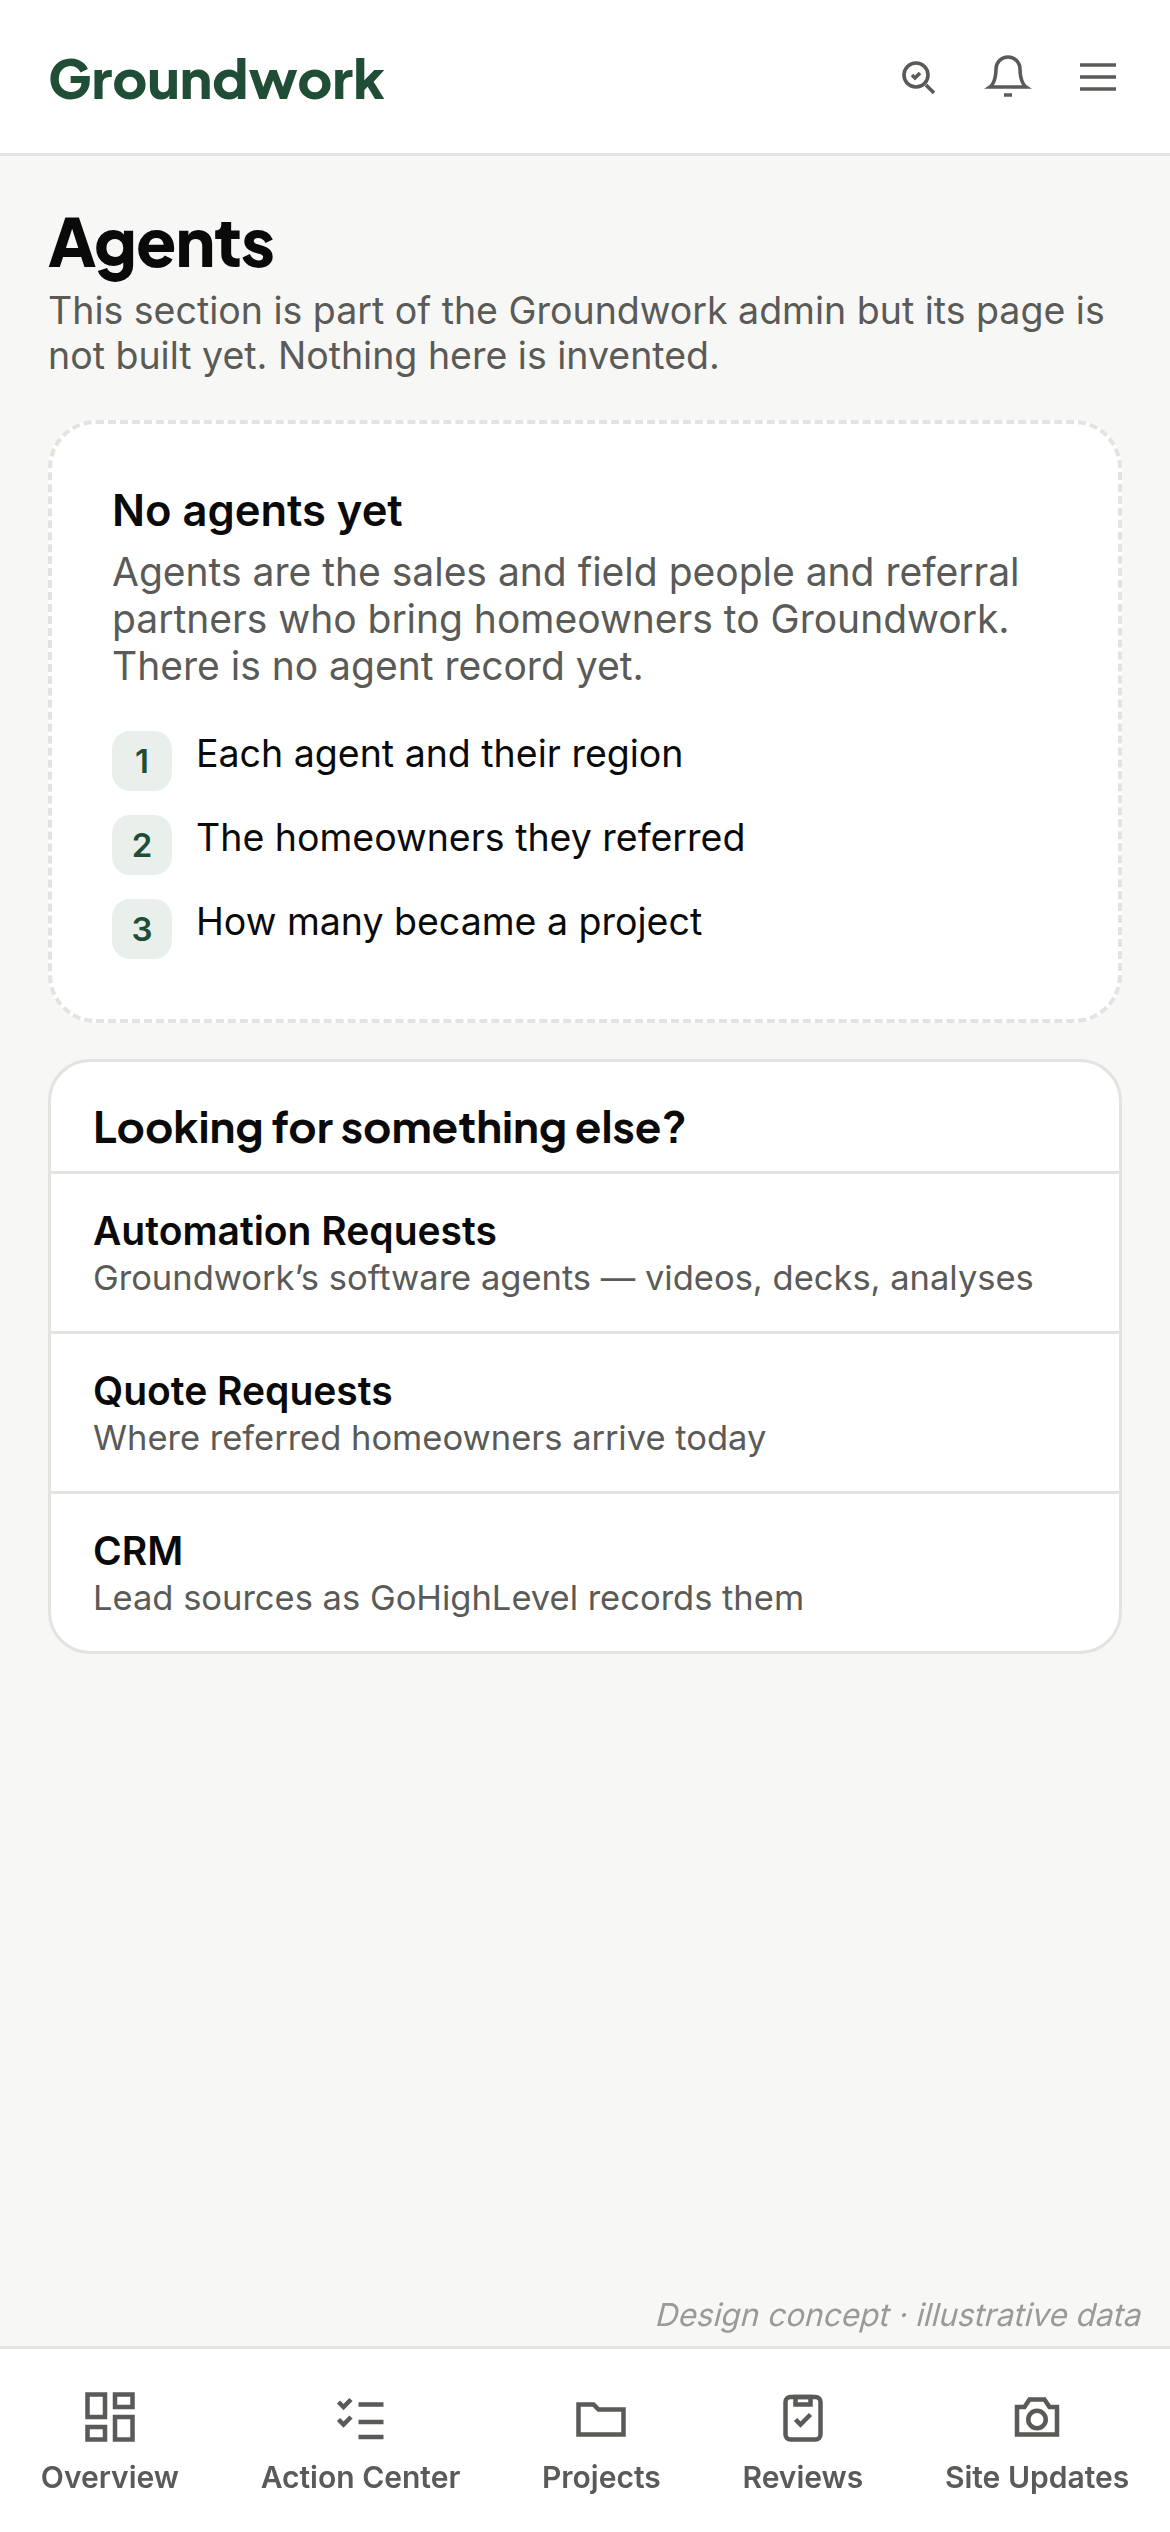 Groundwork
Agents
This section is part of the Groundwork admin but its page is
not built yet. Nothing here is invented.
No agents yet
Agents are the sales and field people and referral
partners who bring homeowners to Groundwork.
There is no agent record yet.
1 Each agent and their region
2 The homeowners they referred
3 How many became a project
Looking for something else?
Automation Requests
Groundwork’s software agents — videos, decks, analyses
Quote Requests
Where referred homeowners arrive today
CRM
Lead sources as GoHighLevel records them
Design concept · illustrative data
Overview Action Center Projects Reviews Site Updates